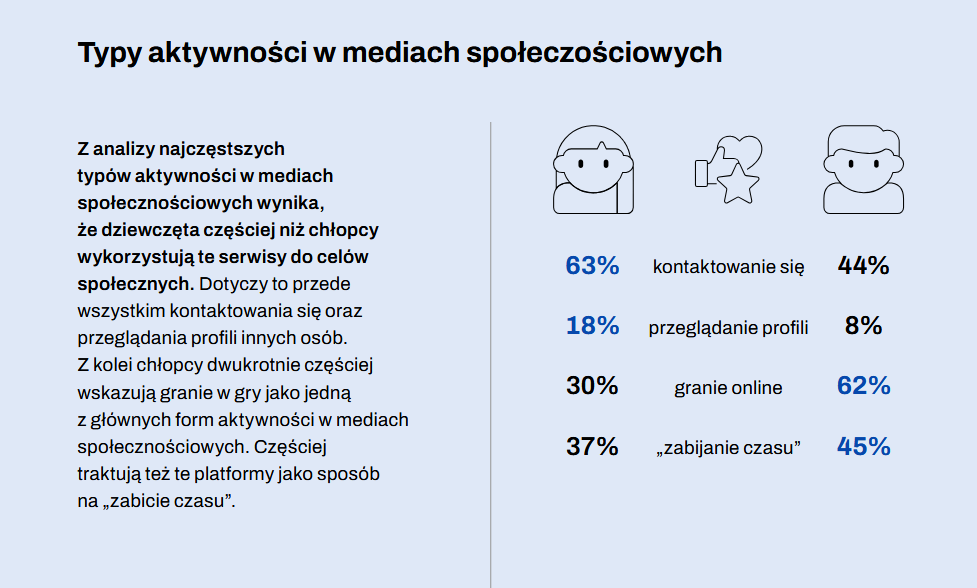 Typy aktywności w mediach społeczościowych
Z analizy najczęstszych
typów aktywności w mediach
społecznościowych wynika,
że dziewczęta częściej niż chłopcy
wykorzystują te serwisy do celów
społecznych. Dotyczy to przede
wszystkim kontaktowania się oraz
przeglądania profili innych osób.
Z kolei chłopcy dwukrotnie częściej
wskazują granie w gry jako jedną
z głównych form aktywności w mediach
społecznościowych. Częściej
traktują też te platformy jako sposób
na „zabicie czasu”.
63% kontaktowanie się 44%
18% przeglądanie profili 8%
30% granie online 62%
37% „zabijanie czasu” 45%